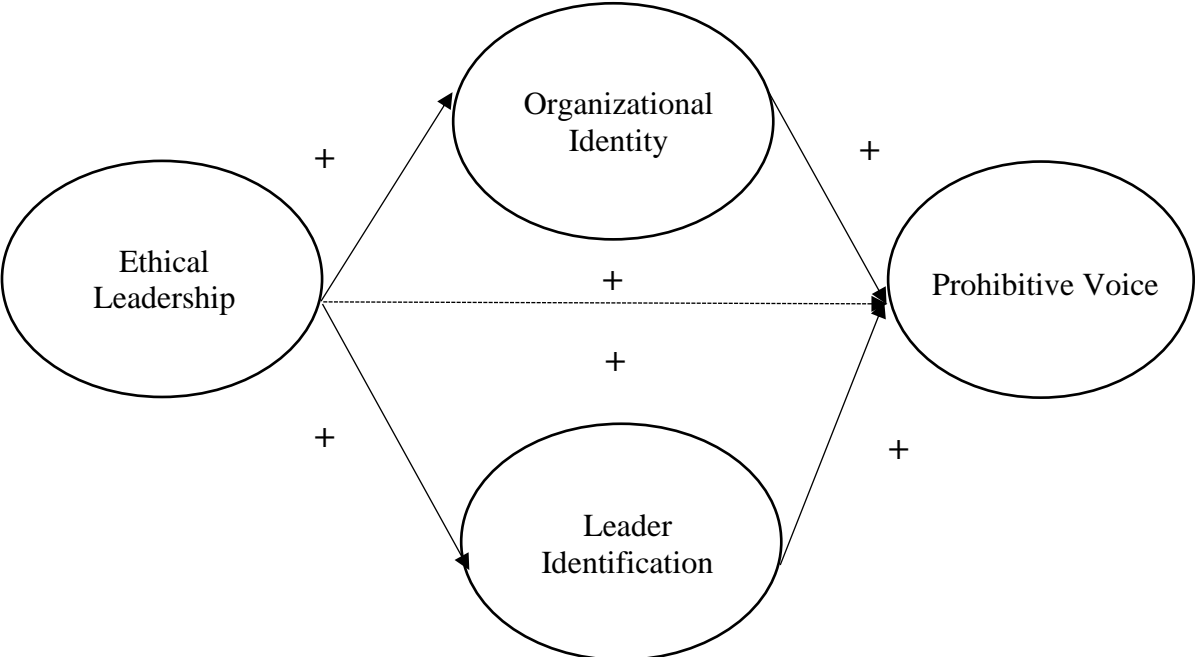 Organizational
Identity
+
+
Ethical
Leadership
+
Prohibitive Voice
+
+
+
Leader
Identification